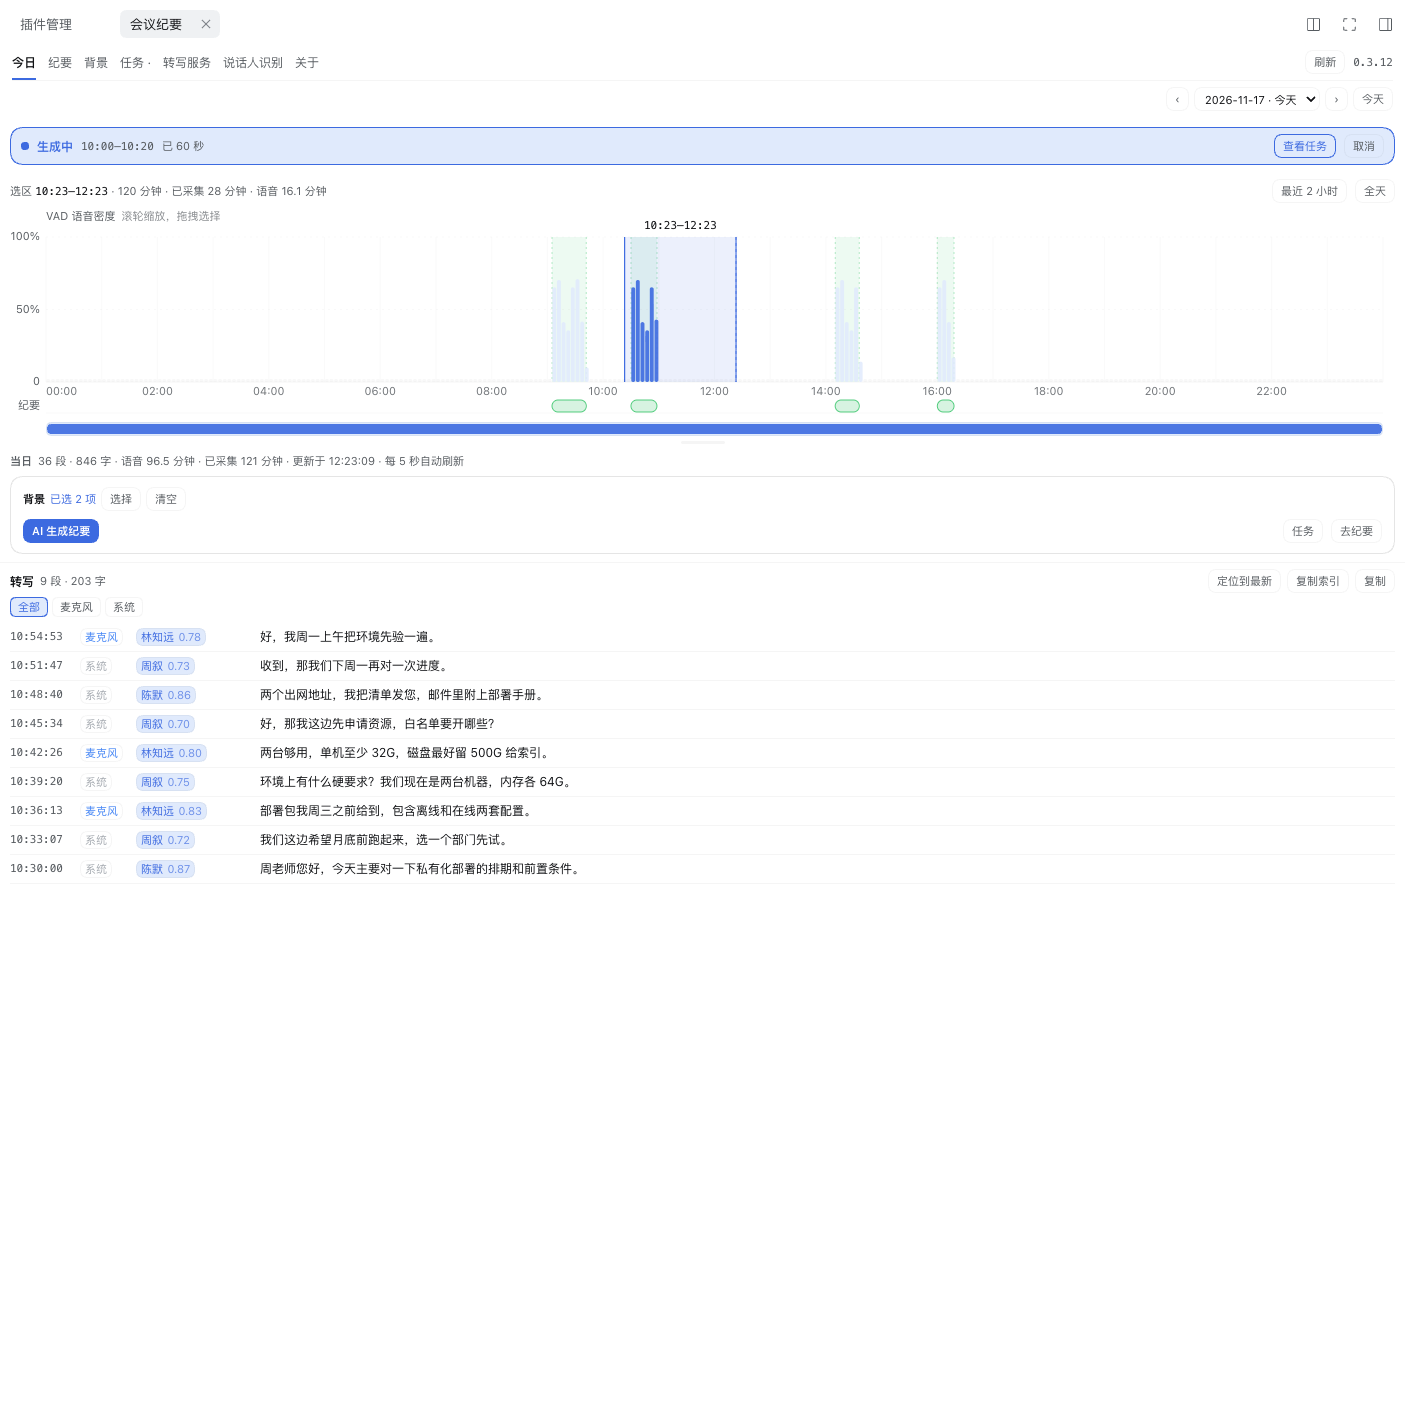 插件管理 会议纪要
今日 纪要 背景 任务 · 转写服务 说话人识别 关于 刷新 0.3.12
‹ 2026-11-17 · 今天 › 今天
生成中 10:00—10:20 已 60 秒 查看任务 取消
选区 10:23—12:23 · 120 分钟 · 已采集 28 分钟 · 语音 16.1 分钟 最近 2 小时 全天
VAD 语音密度 滚轮缩放，拖拽选择
10:23—12:23
100%
50%
0
00:00 02:00 04:00 06:00 08:00 10:00 12:00 14:00 16:00 18:00 20:00 22:00
纪要
当日 36 段 · 846 字 · 语音 96.5 分钟 · 已采集 121 分钟 · 更新于 12:23:09 · 每 5 秒自动刷新
背景 已选 2 项 选择 清空
AI 生成纪要 任务 去纪要
转写 9 段 · 203 字 定位到最新 复制索引 复制
全部 麦克风 系统
10:54:53 麦克风 林知远 0.78 好，我周一上午把环境先验一遍。
10:51:47 系统 周叙 0.73 收到，那我们下周一再对一次进度。
10:48:40 系统 陈默 0.86 两个出网地址，我把清单发您，邮件里附上部署手册。
10:45:34 系统 周叙 0.70 好，那我这边先申请资源，白名单要开哪些？
10:42:26 麦克风 林知远 0.80 两台够用，单机至少 32G，磁盘最好留 500G 给索引。
10:39:20 系统 周叙 0.75 环境上有什么硬要求？我们现在是两台机器，内存各 64G。
10:36:13 麦克风 林知远 0.83 部署包我周三之前给到，包含离线和在线两套配置。
10:33:07 系统 周叙 0.72 我们这边希望月底前跑起来，选一个部门先试。
10:30:00 系统 陈默 0.87 周老师您好，今天主要对一下私有化部署的排期和前置条件。